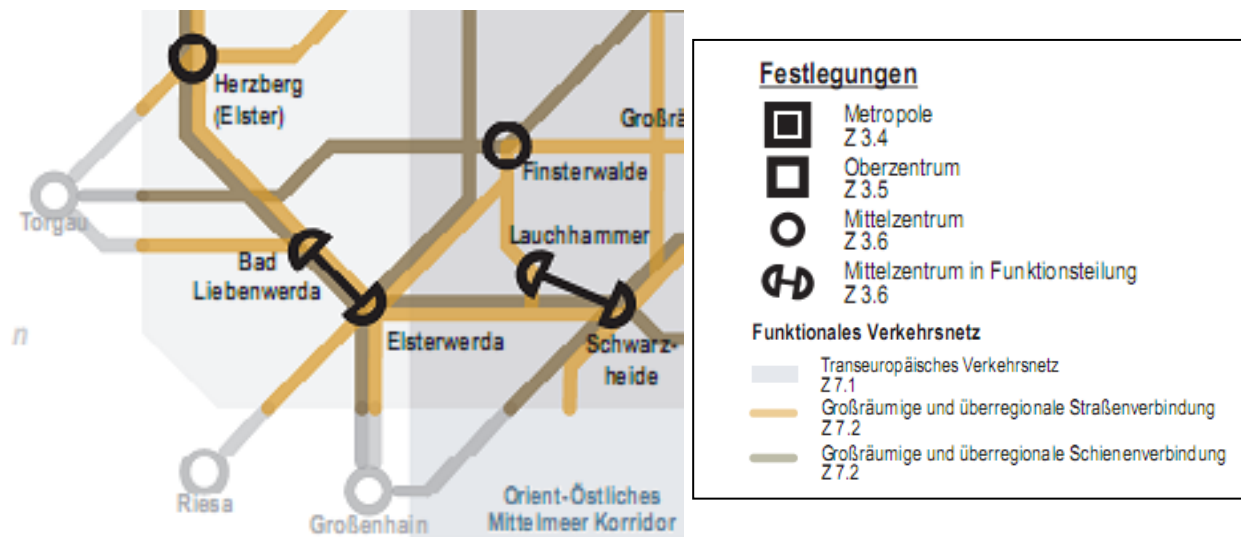 Herzberg
(Elster)
Großrä
Finsterwalde
Torgau
Lauchhammer
Bad
Liebenwerda
n
Elsterwerda
Schwarz-
heide
Riesa
Großenhain
Orient-Östliches
Mittelmeer Korridor
Festlegungen
Metropole
Z 3.4
Oberzentrum
Z 3.5
Mittelzentrum
Z 3.6
Mittelzentrum in Funktionsteilung
Z 3.6
Funktionales Verkehrsnetz
Transeuropäisches Verkehrsnetz
Z 7.1
Großräumige und überregionale Straßenverbindung
Z 7.2
Großräumige und überregionale Schienenverbindung
Z 7.2